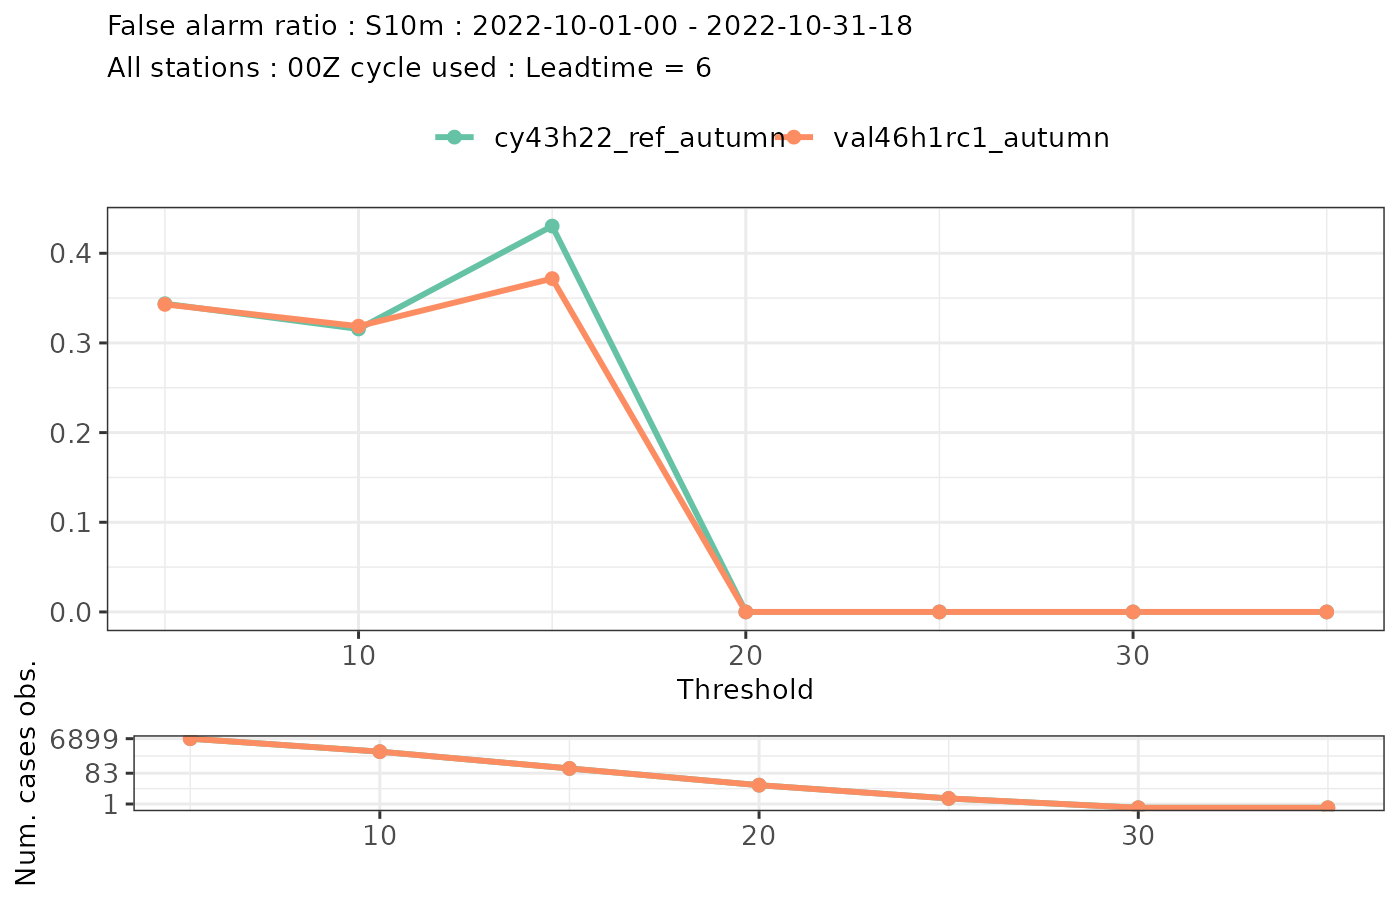 False alarm ratio : S10m : 2022-10-01-00 - 2022-10-31-18
All stations : 00Z cycle used : Leadtime = 6
cy43h22_ref_autumn val46h1rc1_autumn
0.4
0.3
0.2
0.1
0.0
10 20 30
Threshold
Num. cases obs.
6899
83
1
10 20 30